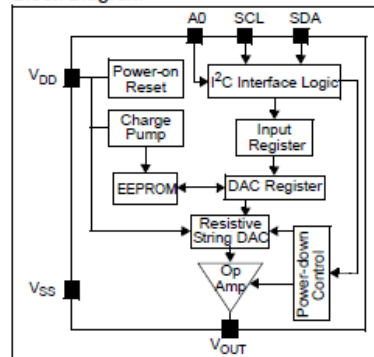 A0 SCL SDA
VDD
Power-on
Reset
I²C Interface Logic
Charge
Pump
Input
Register
EEPROM
DAC Register
Resistive
String DAC
Op
Amp
Power-down
Control
VSS
VOUT